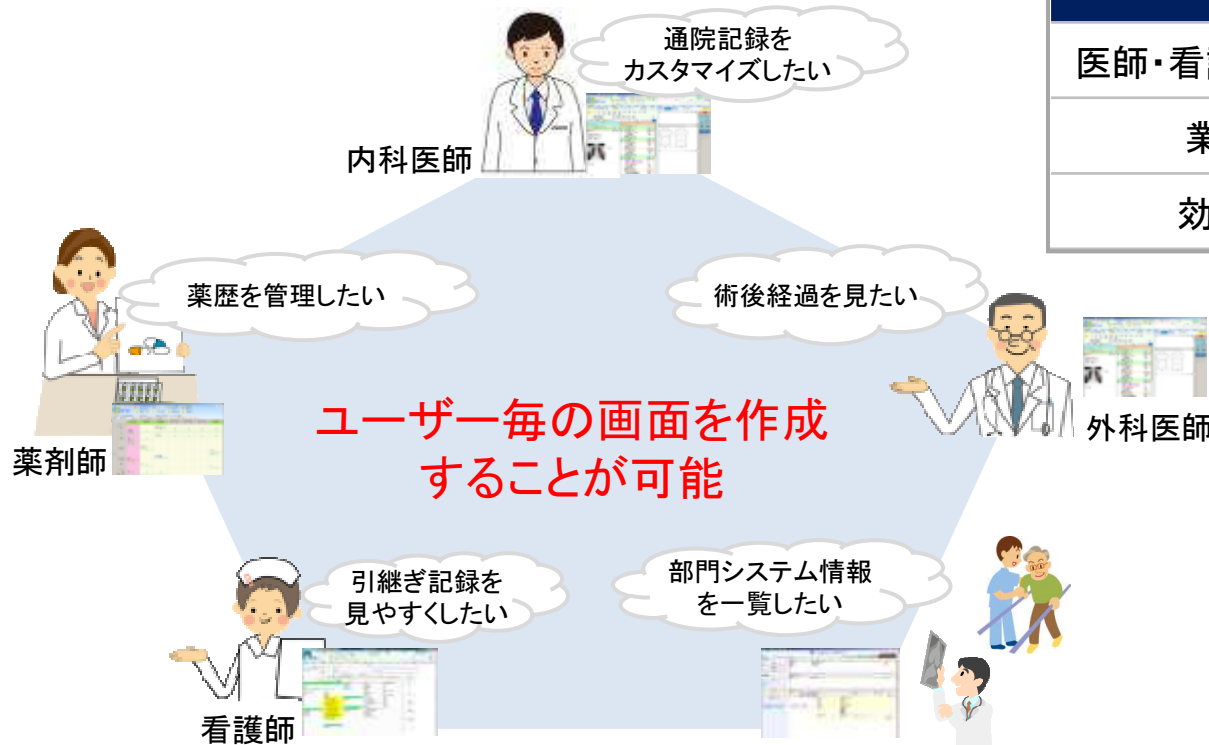 通院記録を
カスタマイズしたい
内科医師
医師・看
業
効
薬歴を管理したい
術後経過を見たい
薬剤師
外科医師
ユーザー毎の画面を作成
することが可能
引継ぎ記録を
見やすくしたい
部門システム情報
を一覧したい
看護師